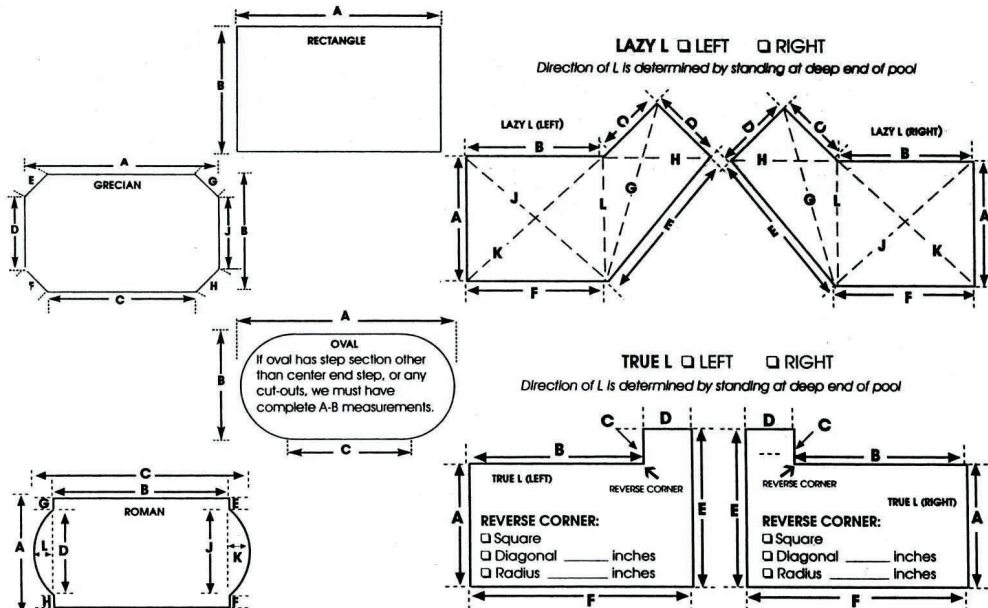 A
RECTANGLE
B
A
E
GRECIAN
G
D
J
B
F
H
C
A
OVAL
If oval has step section other
than center end step, or any
cut-outs, we must have
complete A-B measurements.
B
C
C
B
G
E
ROMAN
A
L
D
J
K
H
F
LAZY L ❏ LEFT ❏ RIGHT
Direction of L is determined by standing at deep end of pool
LAZY L (LEFT)
B
C
D
H
A
J
L
G
K
E
F
LAZY L (RIGHT)
D
C
B
H
G
L
A
E
J
K
F
TRUE L ❏ LEFT ❏ RIGHT
Direction of L is determined by standing at deep end of pool
C
D
B
TRUE L (LEFT)
REVERSE CORNER
A
E
REVERSE CORNER:
❏ Square
❏ Diagonal ______ inches
❏ Radius ______ inches
F
D
C
B
REVERSE CORNER
TRUE L (RIGHT)
E
A
REVERSE CORNER:
❏ Square
❏ Diagonal ______ inches
❏ Radius ______ inches
F